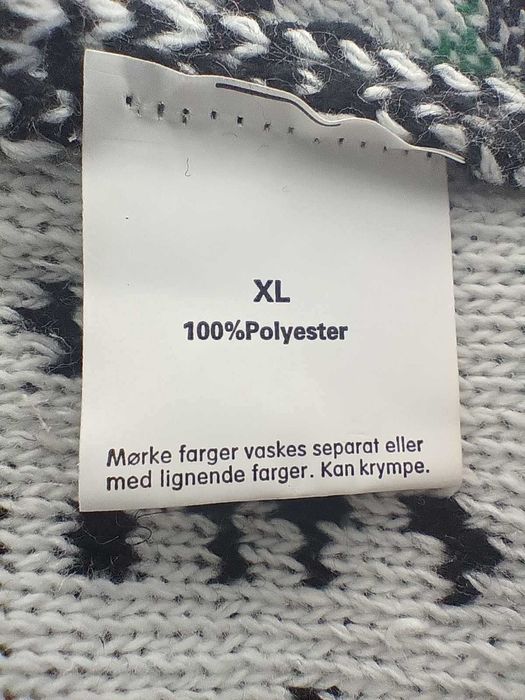 XL
100%Polyester
Mørke farger vaskes separat eller
med lignende farger. Kan krympe.